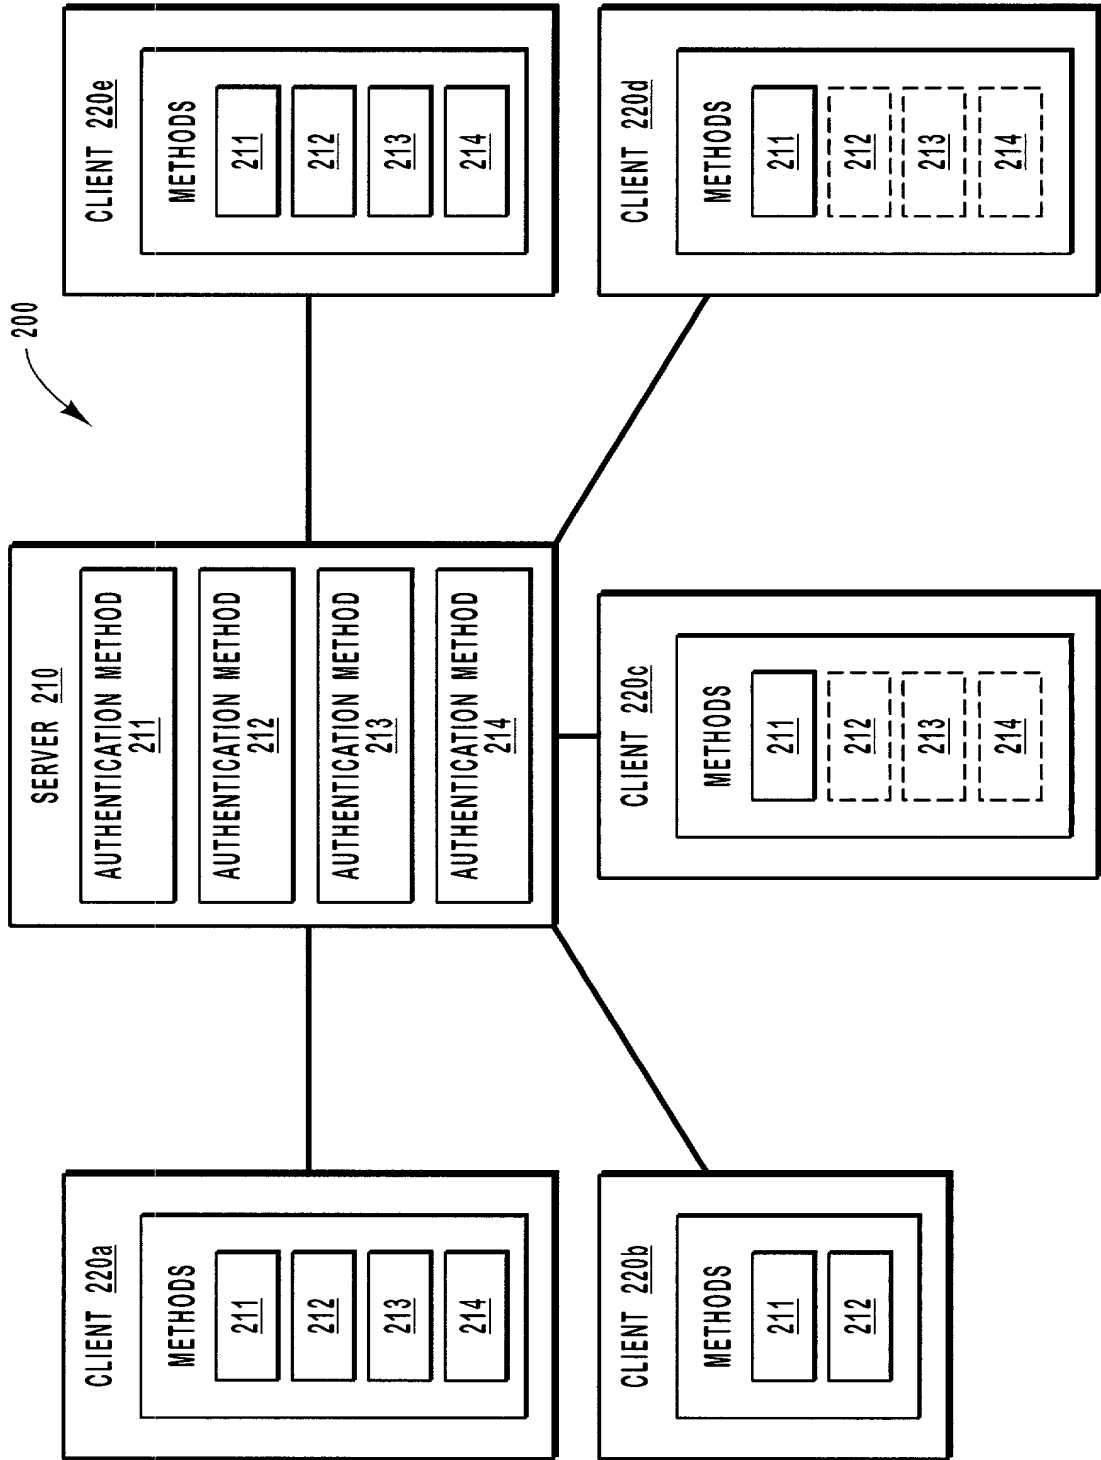 200
SERVER 210
AUTHENTICATION METHOD
211
AUTHENTICATION METHOD
212
AUTHENTICATION METHOD
213
AUTHENTICATION METHOD
214
CLIENT 220a
METHODS
211
212
213
214
CLIENT 220e
METHODS
211
212
213
214
CLIENT 220b
METHODS
211
212
CLIENT 220c
METHODS
211
212
213
214
CLIENT 220d
METHODS
211
212
213
214